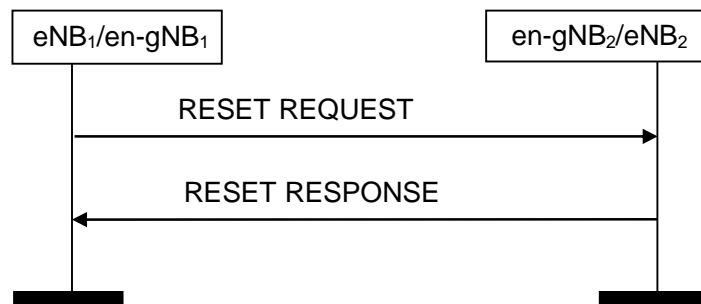 eNB₁/en-gNB₁
en-gNB₂/eNB₂
RESET REQUEST
RESET RESPONSE